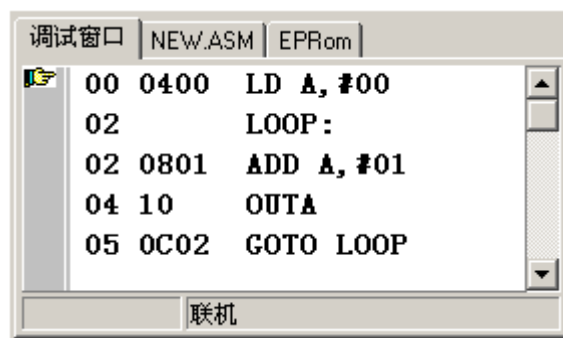 调试窗口 NEW.ASM EPRom
00 0400 LD A,#00
02 LOOP:
02 0801 ADD A,#01
04 10 OUTA
05 0C02 GOTO LOOP
联机